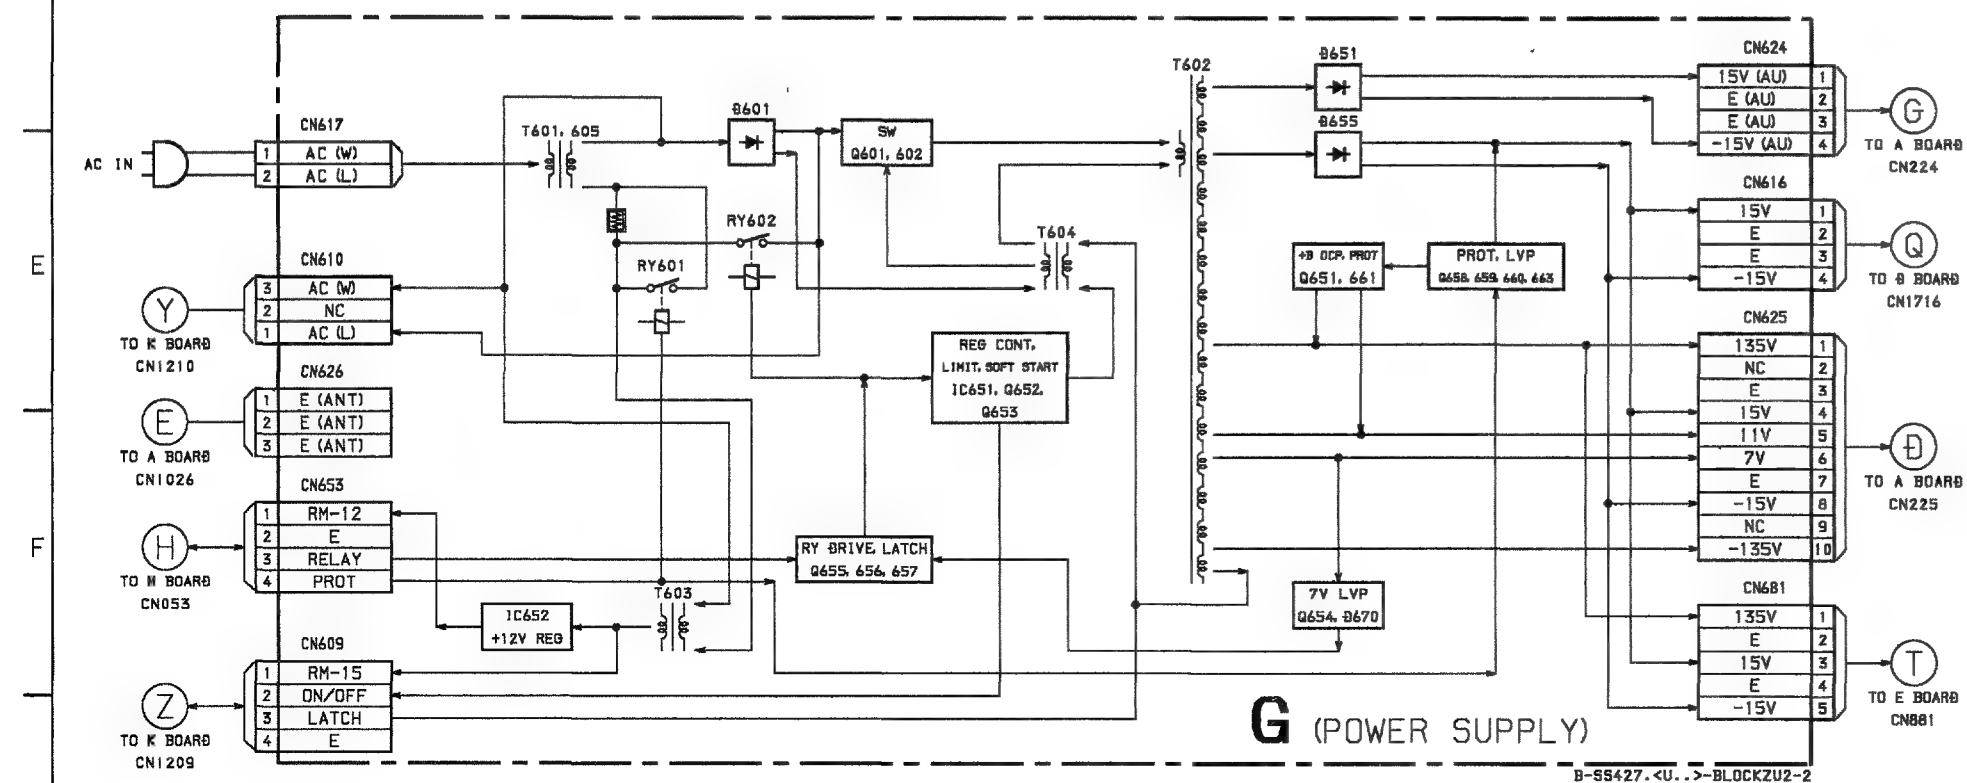 E
F
AC IN
CN617
1 AC (W)
2 AC (L)
CN610
3 AC (W)
2 NC
1 AC (L)
Y
TO K BOARD
CN1210
CN626
1 E (ANT)
2 E (ANT)
3 E (ANT)
E
TO A BOARD
CN1026
CN653
1 RM-12
2 E
3 RELAY
4 PROT
H
TO H BOARD
CN053
CN609
1 RM-15
2 ON/OFF
3 LATCH
4 E
Z
TO K BOARD
CN1209
T601, 605
D601
SW
Q601, 602
RY602
RY601
T604
REG CONT,
LIMIT, SOFT START
IC651, Q652,
Q653
RY DRIVE, LATCH
Q655, 656, 657
IC652
+12V REG
T603
T602
D651
D655
+B OCP, PROT
Q651, 661
PROT, LVP
Q658, 659, 660, 663
7V LVP
Q654, D670
CN624
15V (AU) 1
E (AU) 2
E (AU) 3
-15V (AU) 4
G
TO A BOARD
CN224
CN616
15V 1
E 2
E 3
-15V 4
Q
TO D BOARD
CN1716
CN625
135V 1
NC 2
E 3
15V 4
11V 5
7V 6
E 7
-15V 8
NC 9
-135V 10
D
TO A BOARD
CN225
CN681
135V 1
E 2
15V 3
E 4
-15V 5
T
TO E BOARD
CN881
G (POWER SUPPLY)
B-SS427.<U..>-BLOCKZU2-2